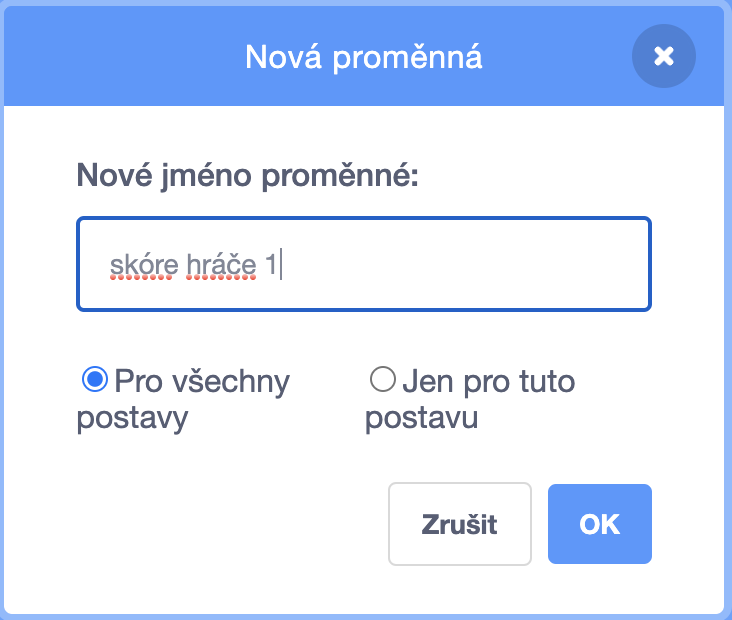 Nová proměnná
Nové jméno proměnné:
skóre hráče 1
Pro všechny
postavy
Jen pro tuto
postavu
Zrušit
OK